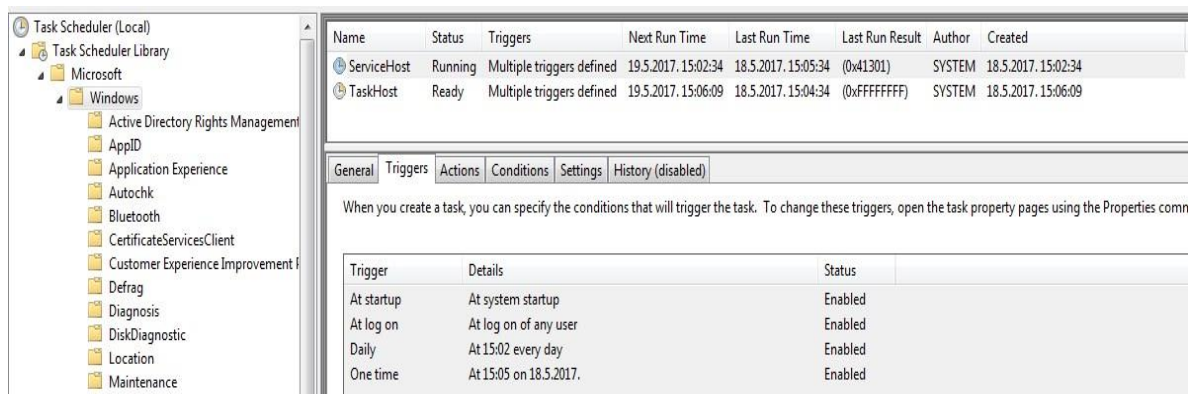 Task Scheduler (Local)
Task Scheduler Library
Microsoft
Windows
Active Directory Rights Management
AppID
Application Experience
Autochk
Bluetooth
CertificateServicesClient
Customer Experience Improvement
Defrag
Diagnosis
DiskDiagnostic
Location
Maintenance
Name Status Triggers Next Run Time Last Run Time Last Run Result Author Created
ServiceHost Running Multiple triggers defined 19.5.2017. 15:02:34 18.5.2017. 15:05:34 (0x41301) SYSTEM 18.5.2017. 15:02:34
TaskHost Ready Multiple triggers defined 19.5.2017. 15:06:09 18.5.2017. 15:04:34 (0xFFFFFFFF) SYSTEM 18.5.2017. 15:06:09
General Triggers Actions Conditions Settings History (disabled)
When you create a task, you can specify the conditions that will trigger the task. To change these triggers, open the task property pages using the Properties comm
Trigger Details Status
At startup At system startup Enabled
At log on At log on of any user Enabled
Daily At 15:02 every day Enabled
One time At 15:05 on 18.5.2017. Enabled